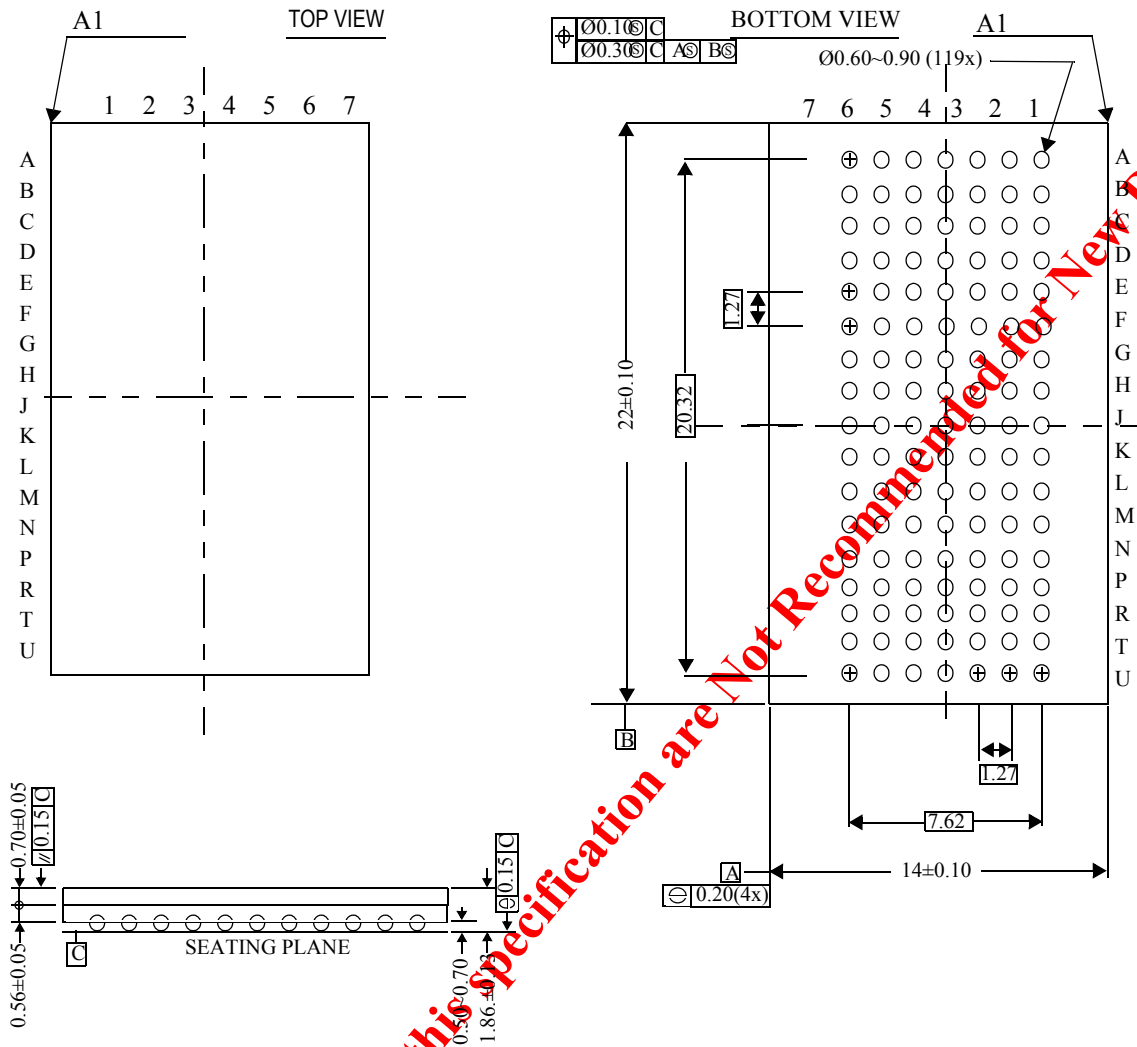 A1
TOP VIEW
1 2 3 4 5 6 7
A
B
C
D
E
F
G
H
J
K
L
M
N
P
R
T
U
Ø0.10Ⓢ C
Ø0.30Ⓢ C AⓈ BⓈ
BOTTOM VIEW
A1
Ø0.60~0.90 (119x)
7 6 5 4 3 2 1
A
B
C
D
E
F
G
H
J
K
L
M
N
P
R
T
U
1.27
20.32
22±0.10
B
1.27
7.62
A
14±0.10
0.20(4x)
0.70±0.05
// 0.15 C
0.56±0.05
C
SEATING PLANE
0.15 C
0.50~0.70
1.86.±0.13
this specification are Not Recommended for New D